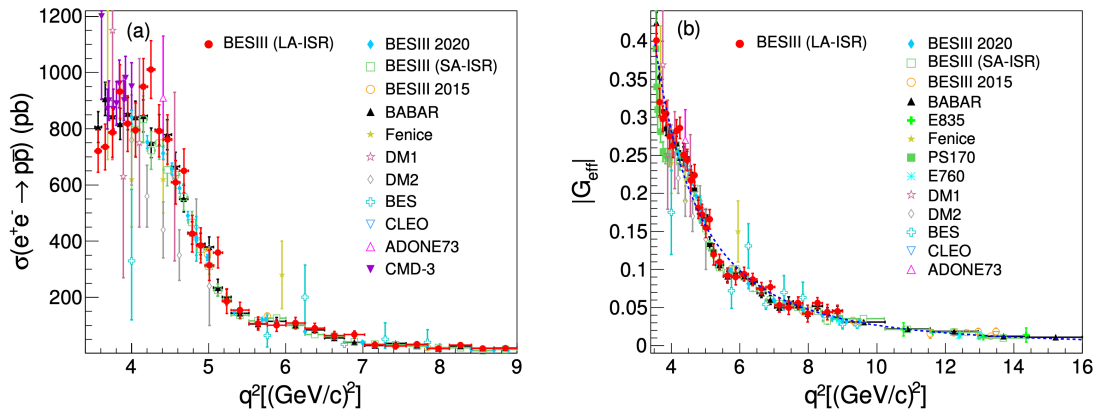 (a)
BESIII (LA-ISR)
BESIII 2020
BESIII (SA-ISR)
BESIII 2015
BABAR
Fenice
DM1
DM2
BES
CLEO
ADONE73
CMD-3
σ(e⁺e⁻ → pp̅) (pb)
1200
1000
800
600
400
200
4 5 6 7 8 9
q²[(GeV/c)²]
(b)
BESIII (LA-ISR)
BESIII 2020
BESIII (SA-ISR)
BESIII 2015
BABAR
E835
Fenice
PS170
E760
DM1
DM2
BES
CLEO
ADONE73
|G_eff|
0.4
0.35
0.3
0.25
0.2
0.15
0.1
0.05
0
4 6 8 10 12 14 16
q²[(GeV/c)²]